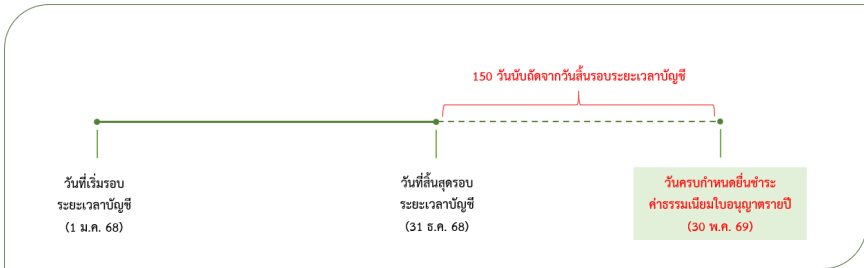 150 วันนับถัดจากวันสิ้นรอบระยะเวลาบัญชี
วันที่เริ่มรอบ
ระยะเวลาบัญชี
(1 ม.ค. 68)
วันที่สิ้นสุดรอบ
ระยะเวลาบัญชี
(31 ธ.ค. 68)
วันครบกำหนดยื่นชำระ
ค่าธรรมเนียมใบอนุญาตรายปี
(30 พ.ค. 69)